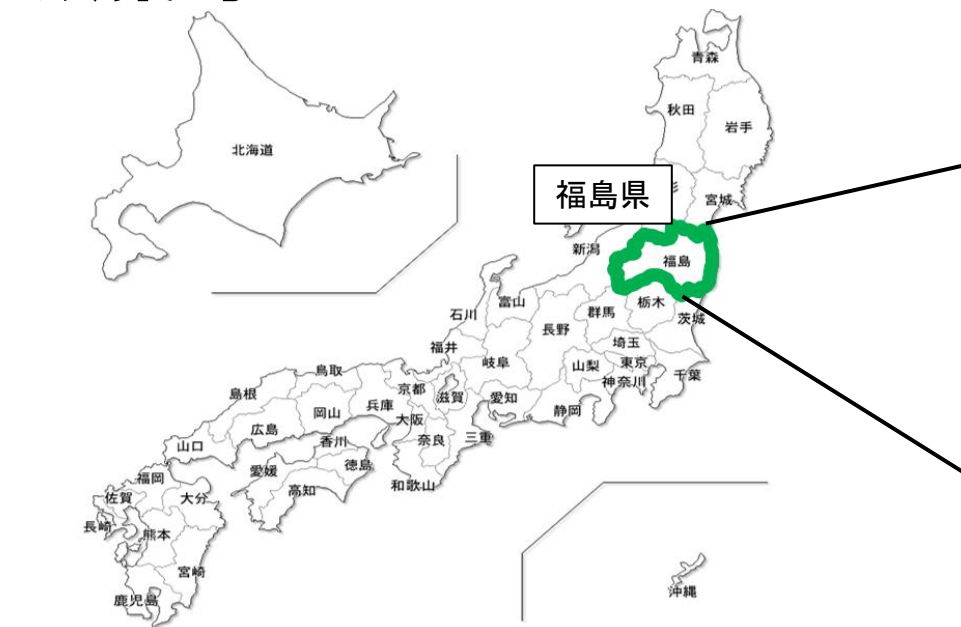 青森
秋田
岩手
北海道
福島県
宮城
新潟
福島
富山
栃木
石川
群馬
茨城
長野
福井
埼玉
岐阜
山梨
東京
鳥取
千葉
神奈川
京都
島根
滋賀
愛知
兵庫
岡山
静岡
大阪
広島
三重
奈良
香川
山口
徳島
愛媛
福岡
和歌山
高知
佐賀
大分
長崎
熊本
宮崎
沖縄
鹿児島